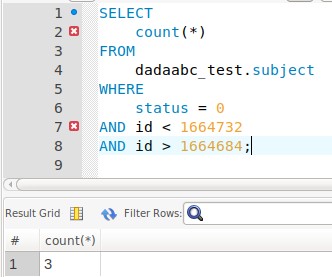 1 SELECT
2 count(*)
3 FROM
4 dadaabc_test.subject
5 WHERE
6 status = 0
7 AND id < 1664732
8 AND id > 1664684;
9
Result Grid Filter Rows:
# count(*)
1 3